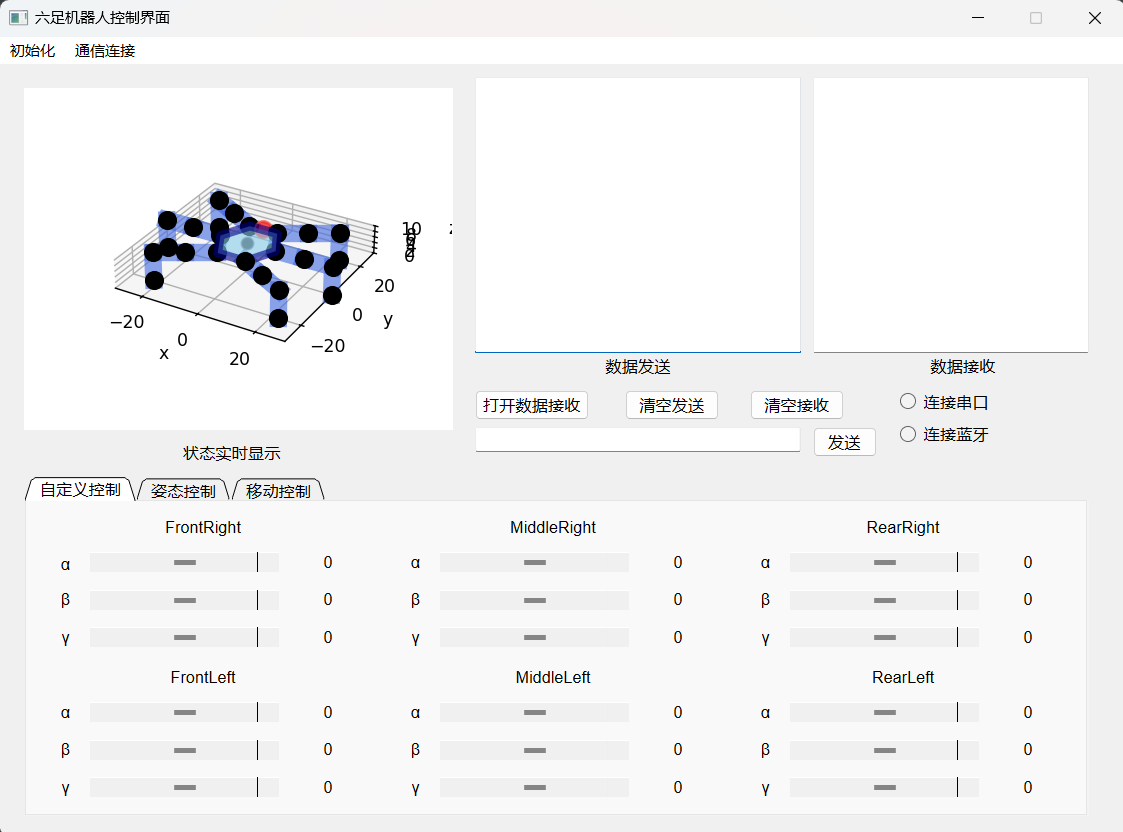 六足机器人控制界面
初始化 通信连接
10
0
20
0
y
−20
−20
0
x
20
数据发送 数据接收
打开数据接收 清空发送 清空接收 连接串口
发送 连接蓝牙
状态实时显示
自定义控制 姿态控制 移动控制
FrontRight MiddleRight RearRight
α 0 α 0 α 0
β 0 β 0 β 0
γ 0 γ 0 γ 0
FrontLeft MiddleLeft RearLeft
α 0 α 0 α 0
β 0 β 0 β 0
γ 0 γ 0 γ 0